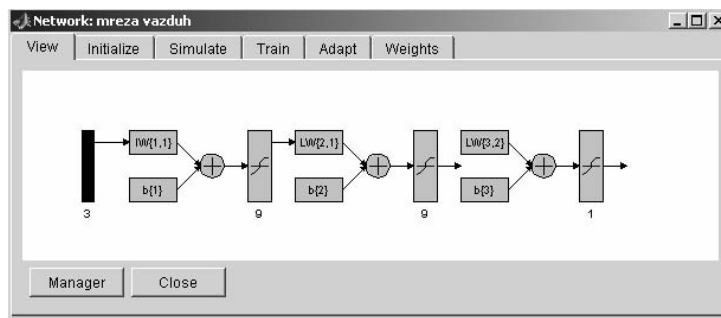 Network: mreza vazduh
View Initialize Simulate Train Adapt Weights
IW{1,1} LW{2,1} LW{3,2}
b{1} b{2} b{3}
3 9 9 1
Manager Close